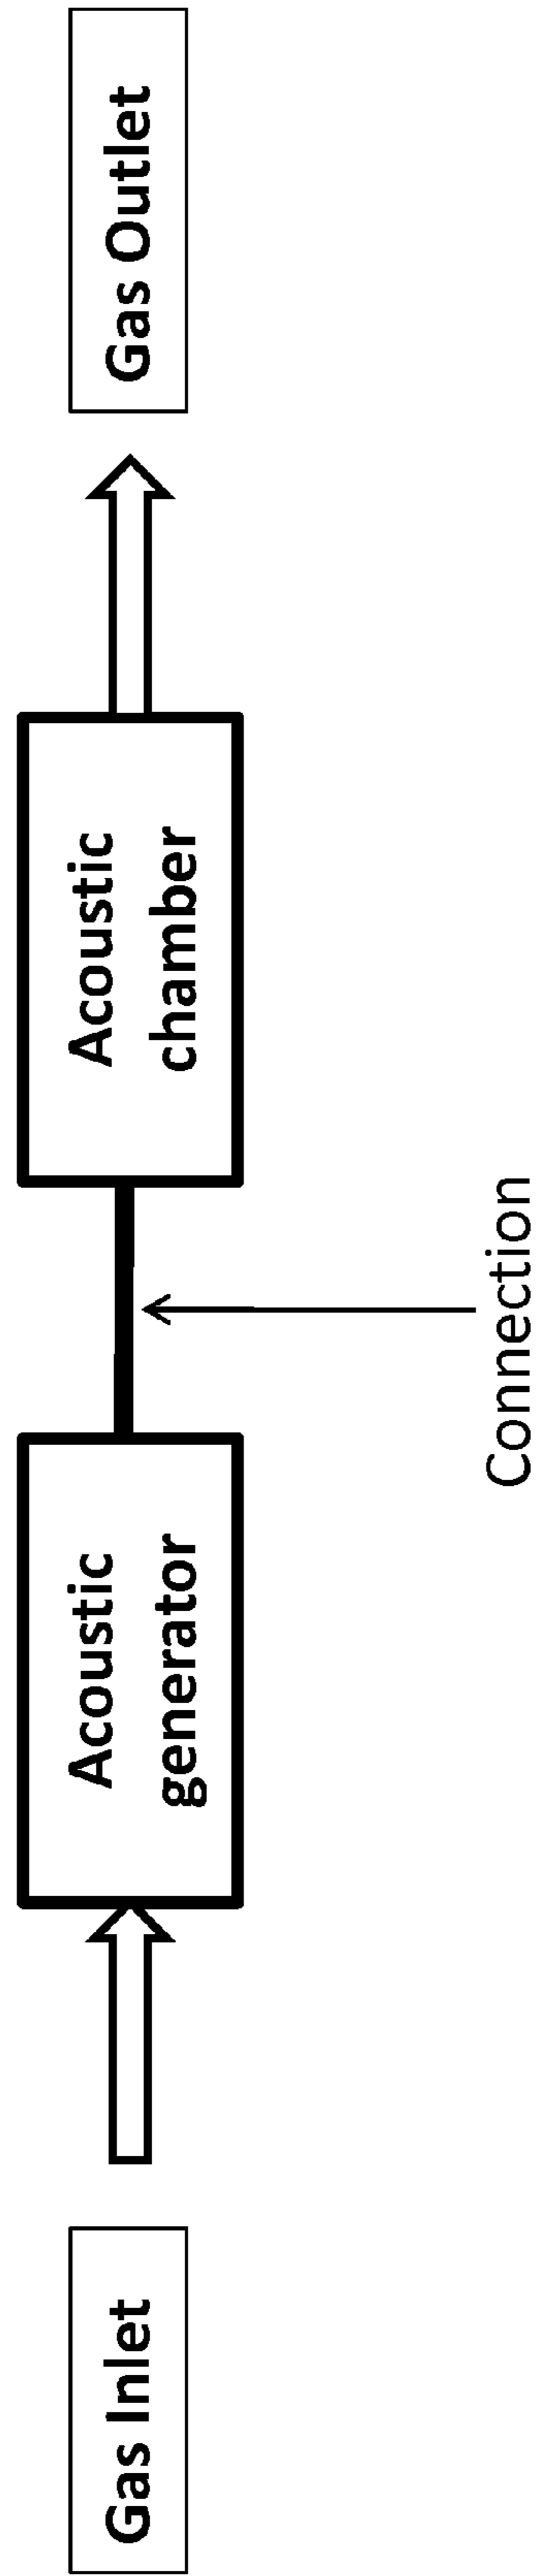 Gas Inlet
Acoustic
generator
Connection
Acoustic
chamber
Gas Outlet